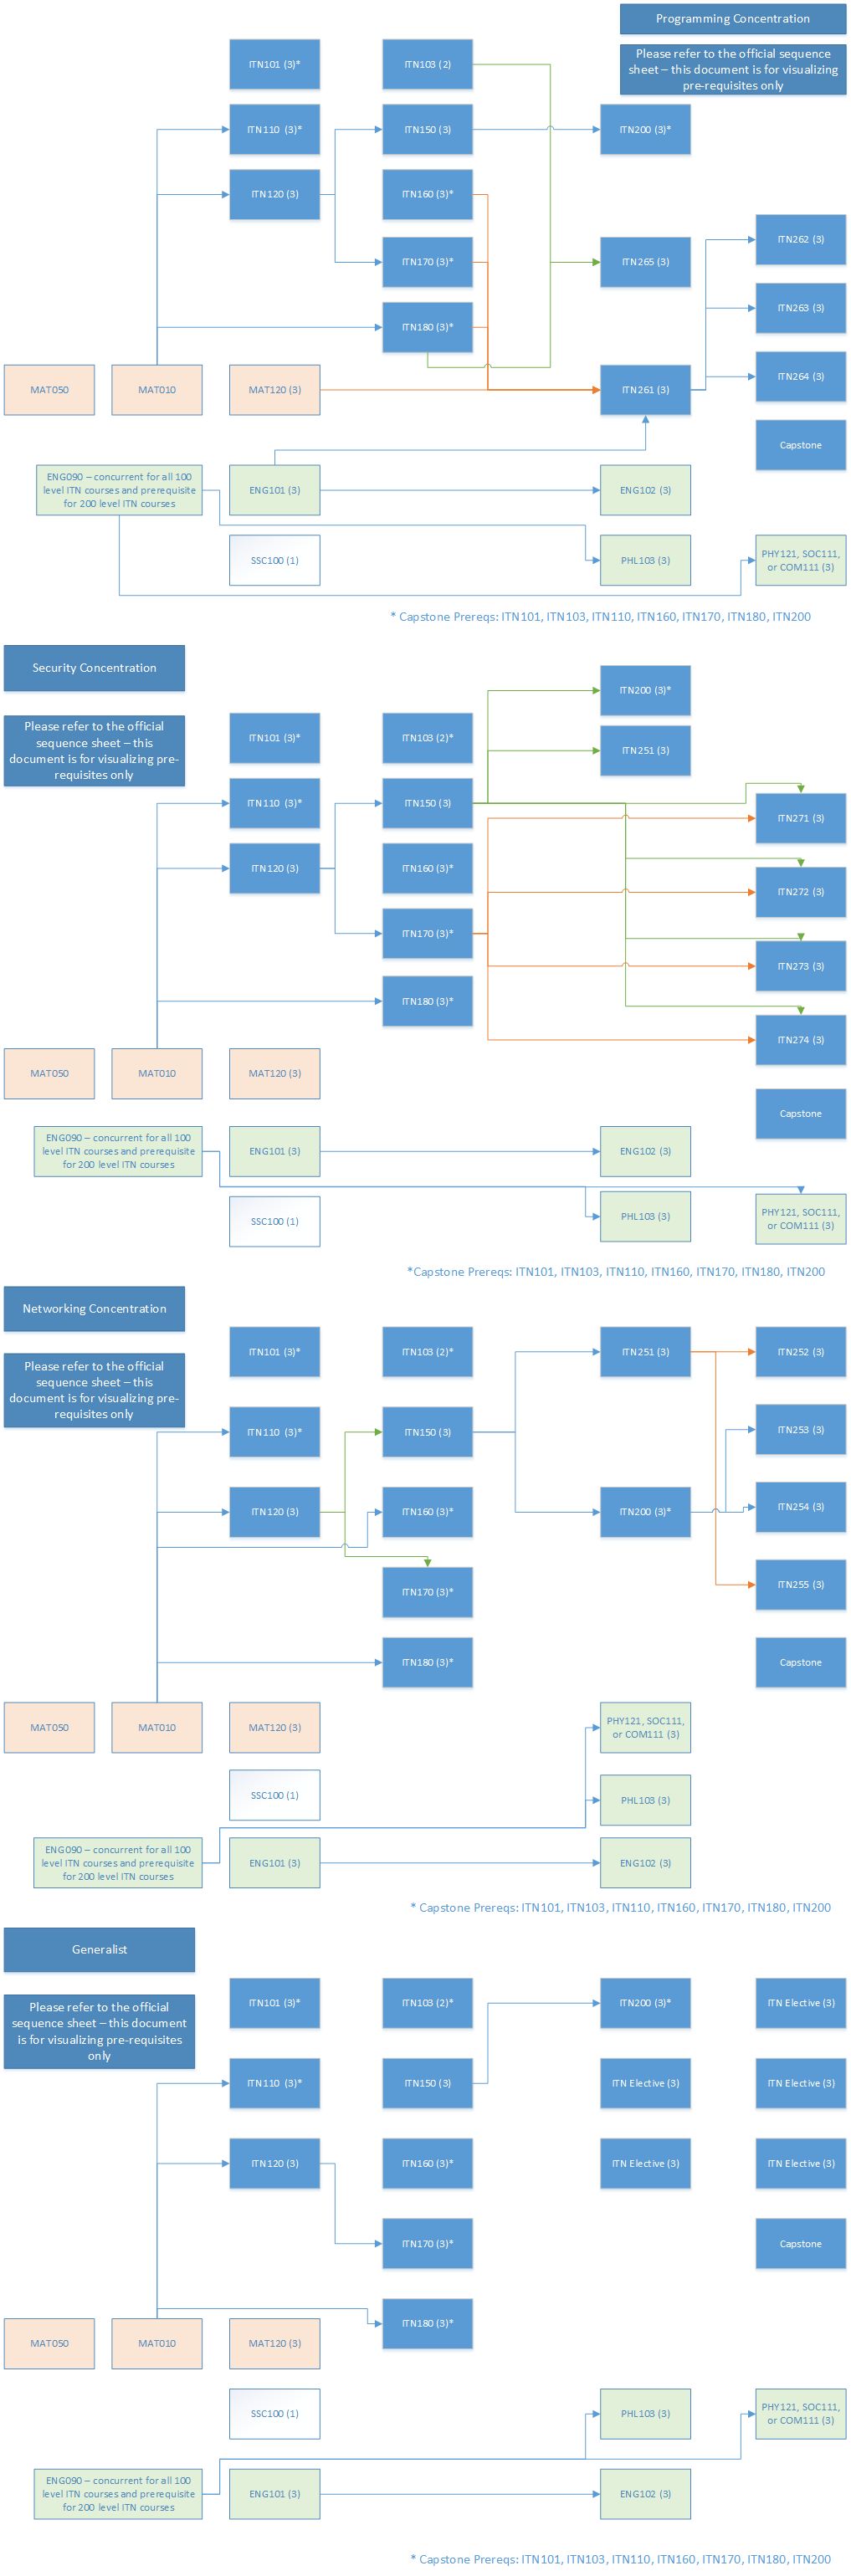 Programming Concentration
Please refer to the official sequence
sheet – this document is for visualizing
pre-requisites only
ITN101 (3)*
ITN103 (2)
ITN110  (3)*
ITN150 (3)
ITN200 (3)*
ITN120 (3)
ITN160 (3)*
ITN170 (3)*
ITN265 (3)
ITN262 (3)
ITN263 (3)
ITN180 (3)*
ITN264 (3)
MAT050
MAT010
MAT120 (3)
ITN261 (3)
Capstone
ENG090 – concurrent for all 100
level ITN courses and prerequisite
for 200 level ITN courses
ENG101 (3)
ENG102 (3)
SSC100 (1)
PHL103 (3)
PHY121, SOC111,
or COM111 (3)
* Capstone Prereqs: ITN101, ITN103, ITN110, ITN160, ITN170, ITN180, ITN200
Security Concentration
Please refer to the official
sequence sheet – this
document is for visualizing pre-
requisites only
ITN200 (3)*
ITN101 (3)*
ITN103 (2)*
ITN251 (3)
ITN110  (3)*
ITN150 (3)
ITN271 (3)
ITN120 (3)
ITN160 (3)*
ITN272 (3)
ITN170 (3)*
ITN273 (3)
ITN180 (3)*
ITN274 (3)
MAT050
MAT010
MAT120 (3)
Capstone
ENG090 – concurrent for all 100
level ITN courses and prerequisite
for 200 level ITN courses
ENG101 (3)
ENG102 (3)
SSC100 (1)
PHL103 (3)
PHY121, SOC111,
or COM111 (3)
*Capstone Prereqs: ITN101, ITN103, ITN110, ITN160, ITN170, ITN180, ITN200
Networking Concentration
Please refer to the official
sequence sheet – this
document is for visualizing pre-
requisites only
ITN101 (3)*
ITN103 (2)*
ITN251 (3)
ITN252 (3)
ITN110  (3)*
ITN150 (3)
ITN253 (3)
ITN120 (3)
ITN160 (3)*
ITN200 (3)*
ITN254 (3)
ITN170 (3)*
ITN255 (3)
ITN180 (3)*
Capstone
MAT050
MAT010
MAT120 (3)
PHY121, SOC111,
or COM111 (3)
SSC100 (1)
PHL103 (3)
ENG090 – concurrent for all 100
level ITN courses and prerequisite
for 200 level ITN courses
ENG101 (3)
ENG102 (3)
* Capstone Prereqs: ITN101, ITN103, ITN110, ITN160, ITN170, ITN180, ITN200
Generalist
Please refer to the official
sequence sheet – this document
is for visualizing pre-requisites
only
ITN101 (3)*
ITN103 (2)*
ITN200 (3)*
ITN Elective (3)
ITN110  (3)*
ITN150 (3)
ITN Elective (3)
ITN Elective (3)
ITN120 (3)
ITN160 (3)*
ITN Elective (3)
ITN Elective (3)
ITN170 (3)*
Capstone
ITN180 (3)*
MAT050
MAT010
MAT120 (3)
SSC100 (1)
PHL103 (3)
PHY121, SOC111,
or COM111 (3)
ENG090 – concurrent for all 100
level ITN courses and prerequisite
for 200 level ITN courses
ENG101 (3)
ENG102 (3)
* Capstone Prereqs: ITN101, ITN103, ITN110, ITN160, ITN170, ITN180, ITN200